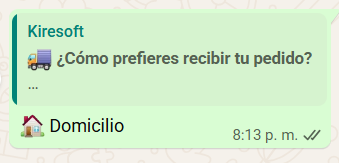 Kiresoft
🚚 ¿Cómo prefieres recibir tu pedido?
...
🏠 Domicilio
8:13 p. m.